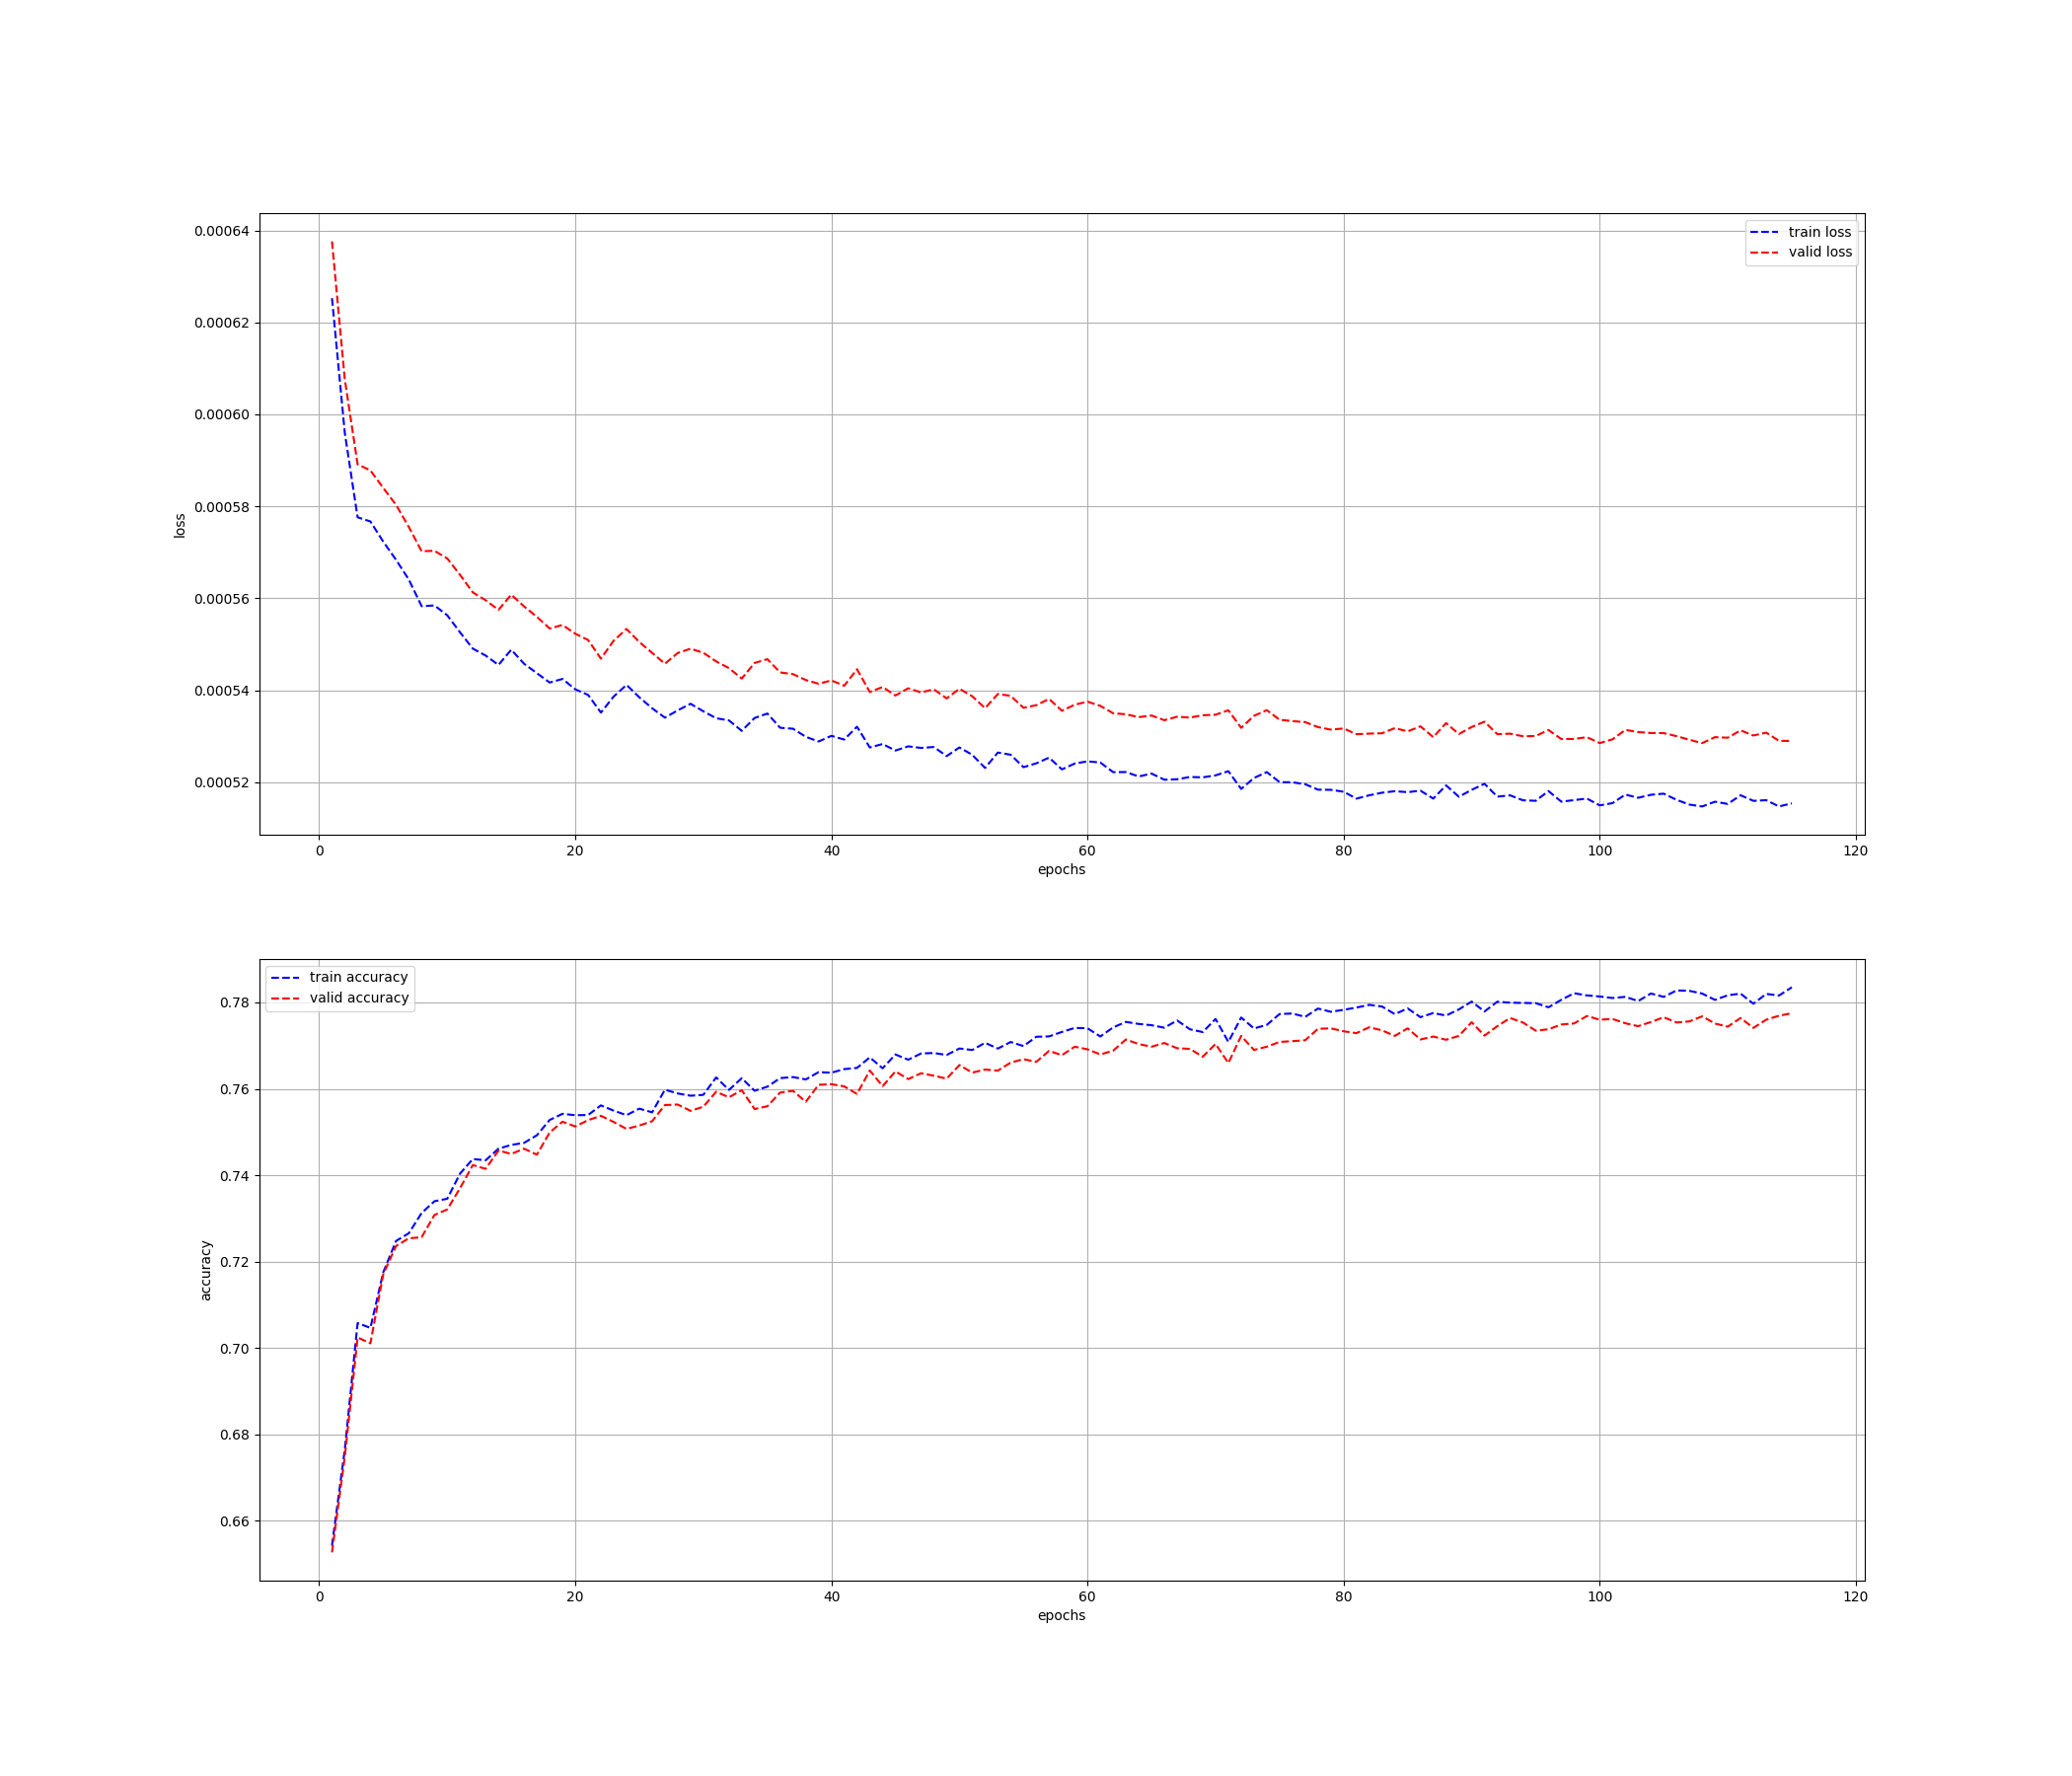 0.00064
train loss
valid loss
0.00062
0.00060
0.00058
loss
0.00056
0.00054
0.00052
0 20 40 60 80 100 120
epochs
train accuracy
valid accuracy
0.78
0.76
0.74
0.72
accuracy
0.70
0.68
0.66
0 20 40 60 80 100 120
epochs